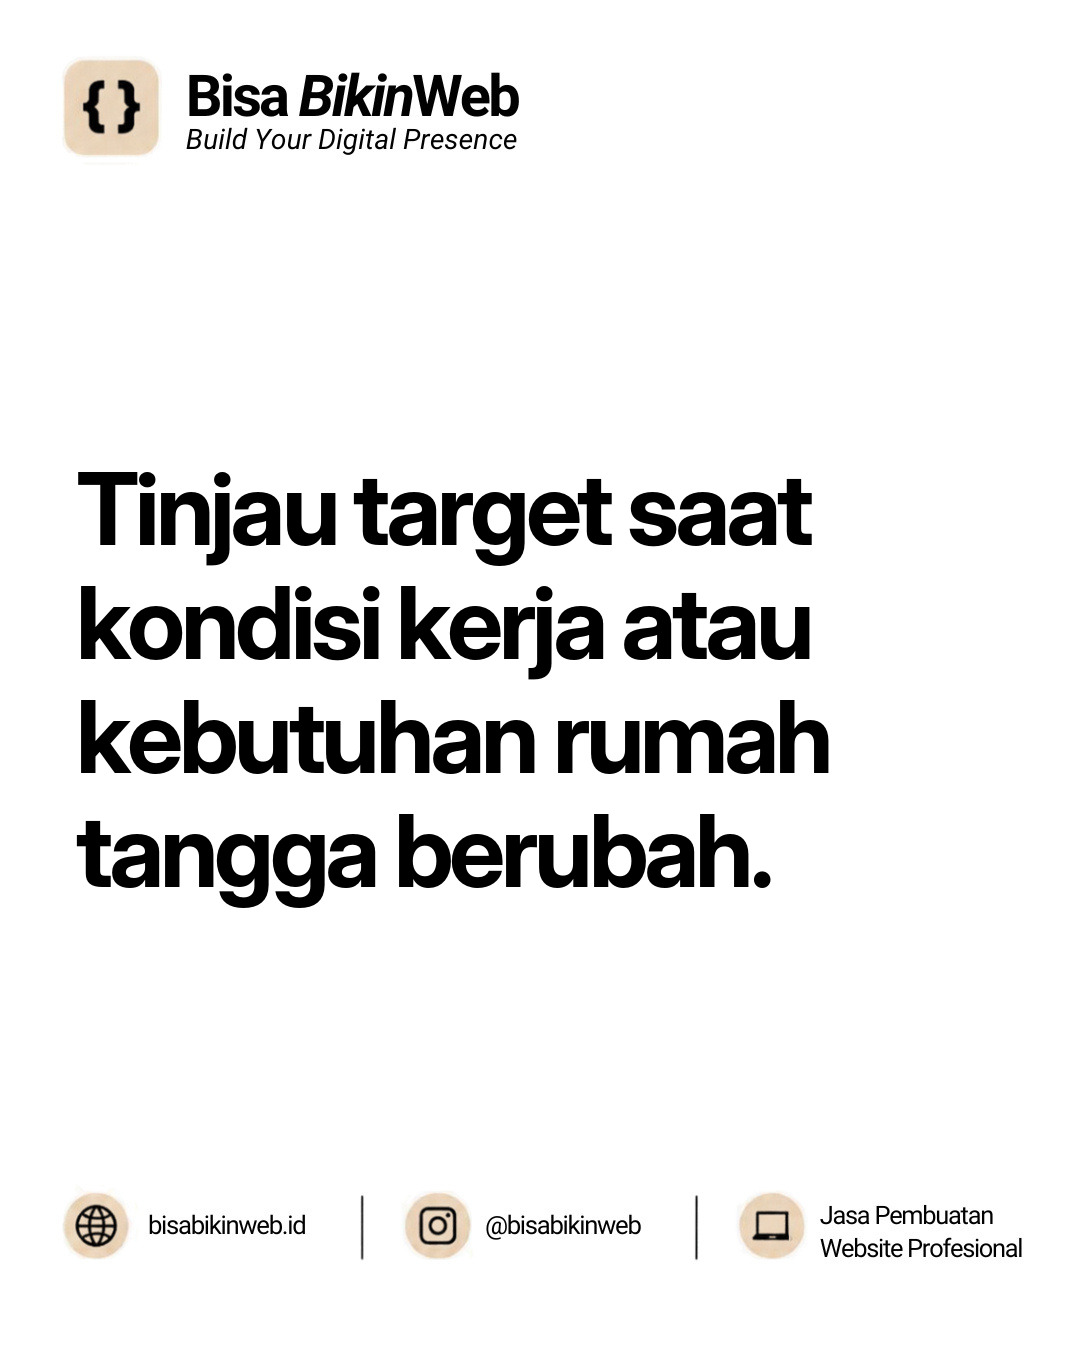 { }
Bisa BikinWeb
Build Your Digital Presence
Tinjau target saat
kondisi kerja atau
kebutuhan rumah
tangga berubah.
bisabikinweb.id
@bisabikinweb
Jasa Pembuatan
Website Profesional